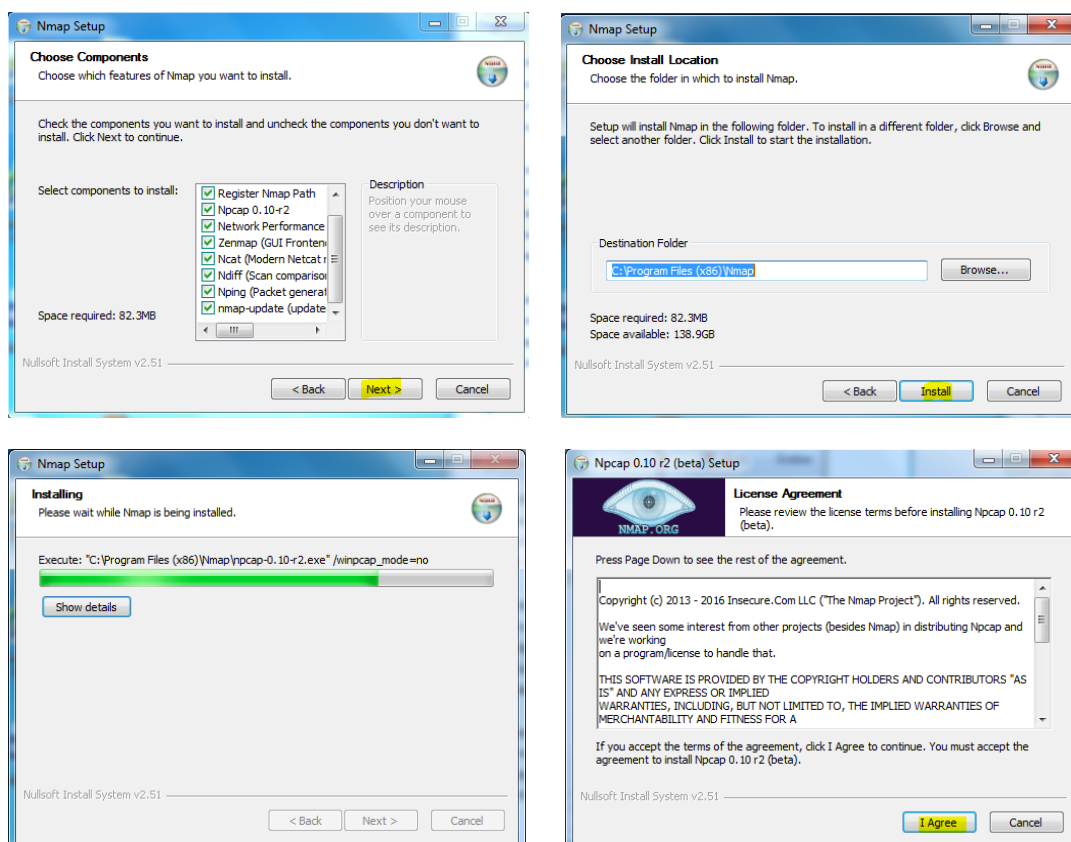 Nmap Setup
Choose Components
Choose which features of Nmap you want to install.
Check the components you want to install and uncheck the components you don't want to
install. Click Next to continue.
Select components to install:
Register Nmap Path
Npcap 0.10-r2
Network Performance
Zenmap (GUI Fronten
Ncat (Modern Netcat r
Ndiff (Scan compariso
Nping (Packet generat
nmap-update (update
Description
Position your mouse
over a component to
see its description.
Space required: 82.3MB
Nullsoft Install System v2.51
< Back
Next >
Cancel
Nmap Setup
Choose Install Location
Choose the folder in which to install Nmap.
Setup will install Nmap in the following folder. To install in a different folder, click Browse and
select another folder. Click Install to start the installation.
Destination Folder
C:\Program Files (x86)\Nmap
Browse...
Space required: 82.3MB
Space available: 138.9GB
Nullsoft Install System v2.51
< Back
Install
Cancel
Nmap Setup
Installing
Please wait while Nmap is being installed.
Execute: "C:\Program Files (x86)\Nmap\npcap-0.10-r2.exe" /winpcap_mode=no
Show details
Nullsoft Install System v2.51
< Back
Next >
Cancel
Npcap 0.10 r2 (beta) Setup
NMAP.ORG
License Agreement
Please review the license terms before installing Npcap 0.10 r2
(beta).
Press Page Down to see the rest of the agreement.
Copyright (c) 2013 - 2016 Insecure.Com LLC ("The Nmap Project"). All rights reserved.
We've seen some interest from other projects (besides Nmap) in distributing Npcap and
we're working
on a program/license to handle that.
THIS SOFTWARE IS PROVIDED BY THE COPYRIGHT HOLDERS AND CONTRIBUTORS "AS
IS" AND ANY EXPRESS OR IMPLIED
WARRANTIES, INCLUDING, BUT NOT LIMITED TO, THE IMPLIED WARRANTIES OF
MERCHANTABILITY AND FITNESS FOR A
If you accept the terms of the agreement, click I Agree to continue. You must accept the
agreement to install Npcap 0.10 r2 (beta).
Nullsoft Install System v2.51
I Agree
Cancel